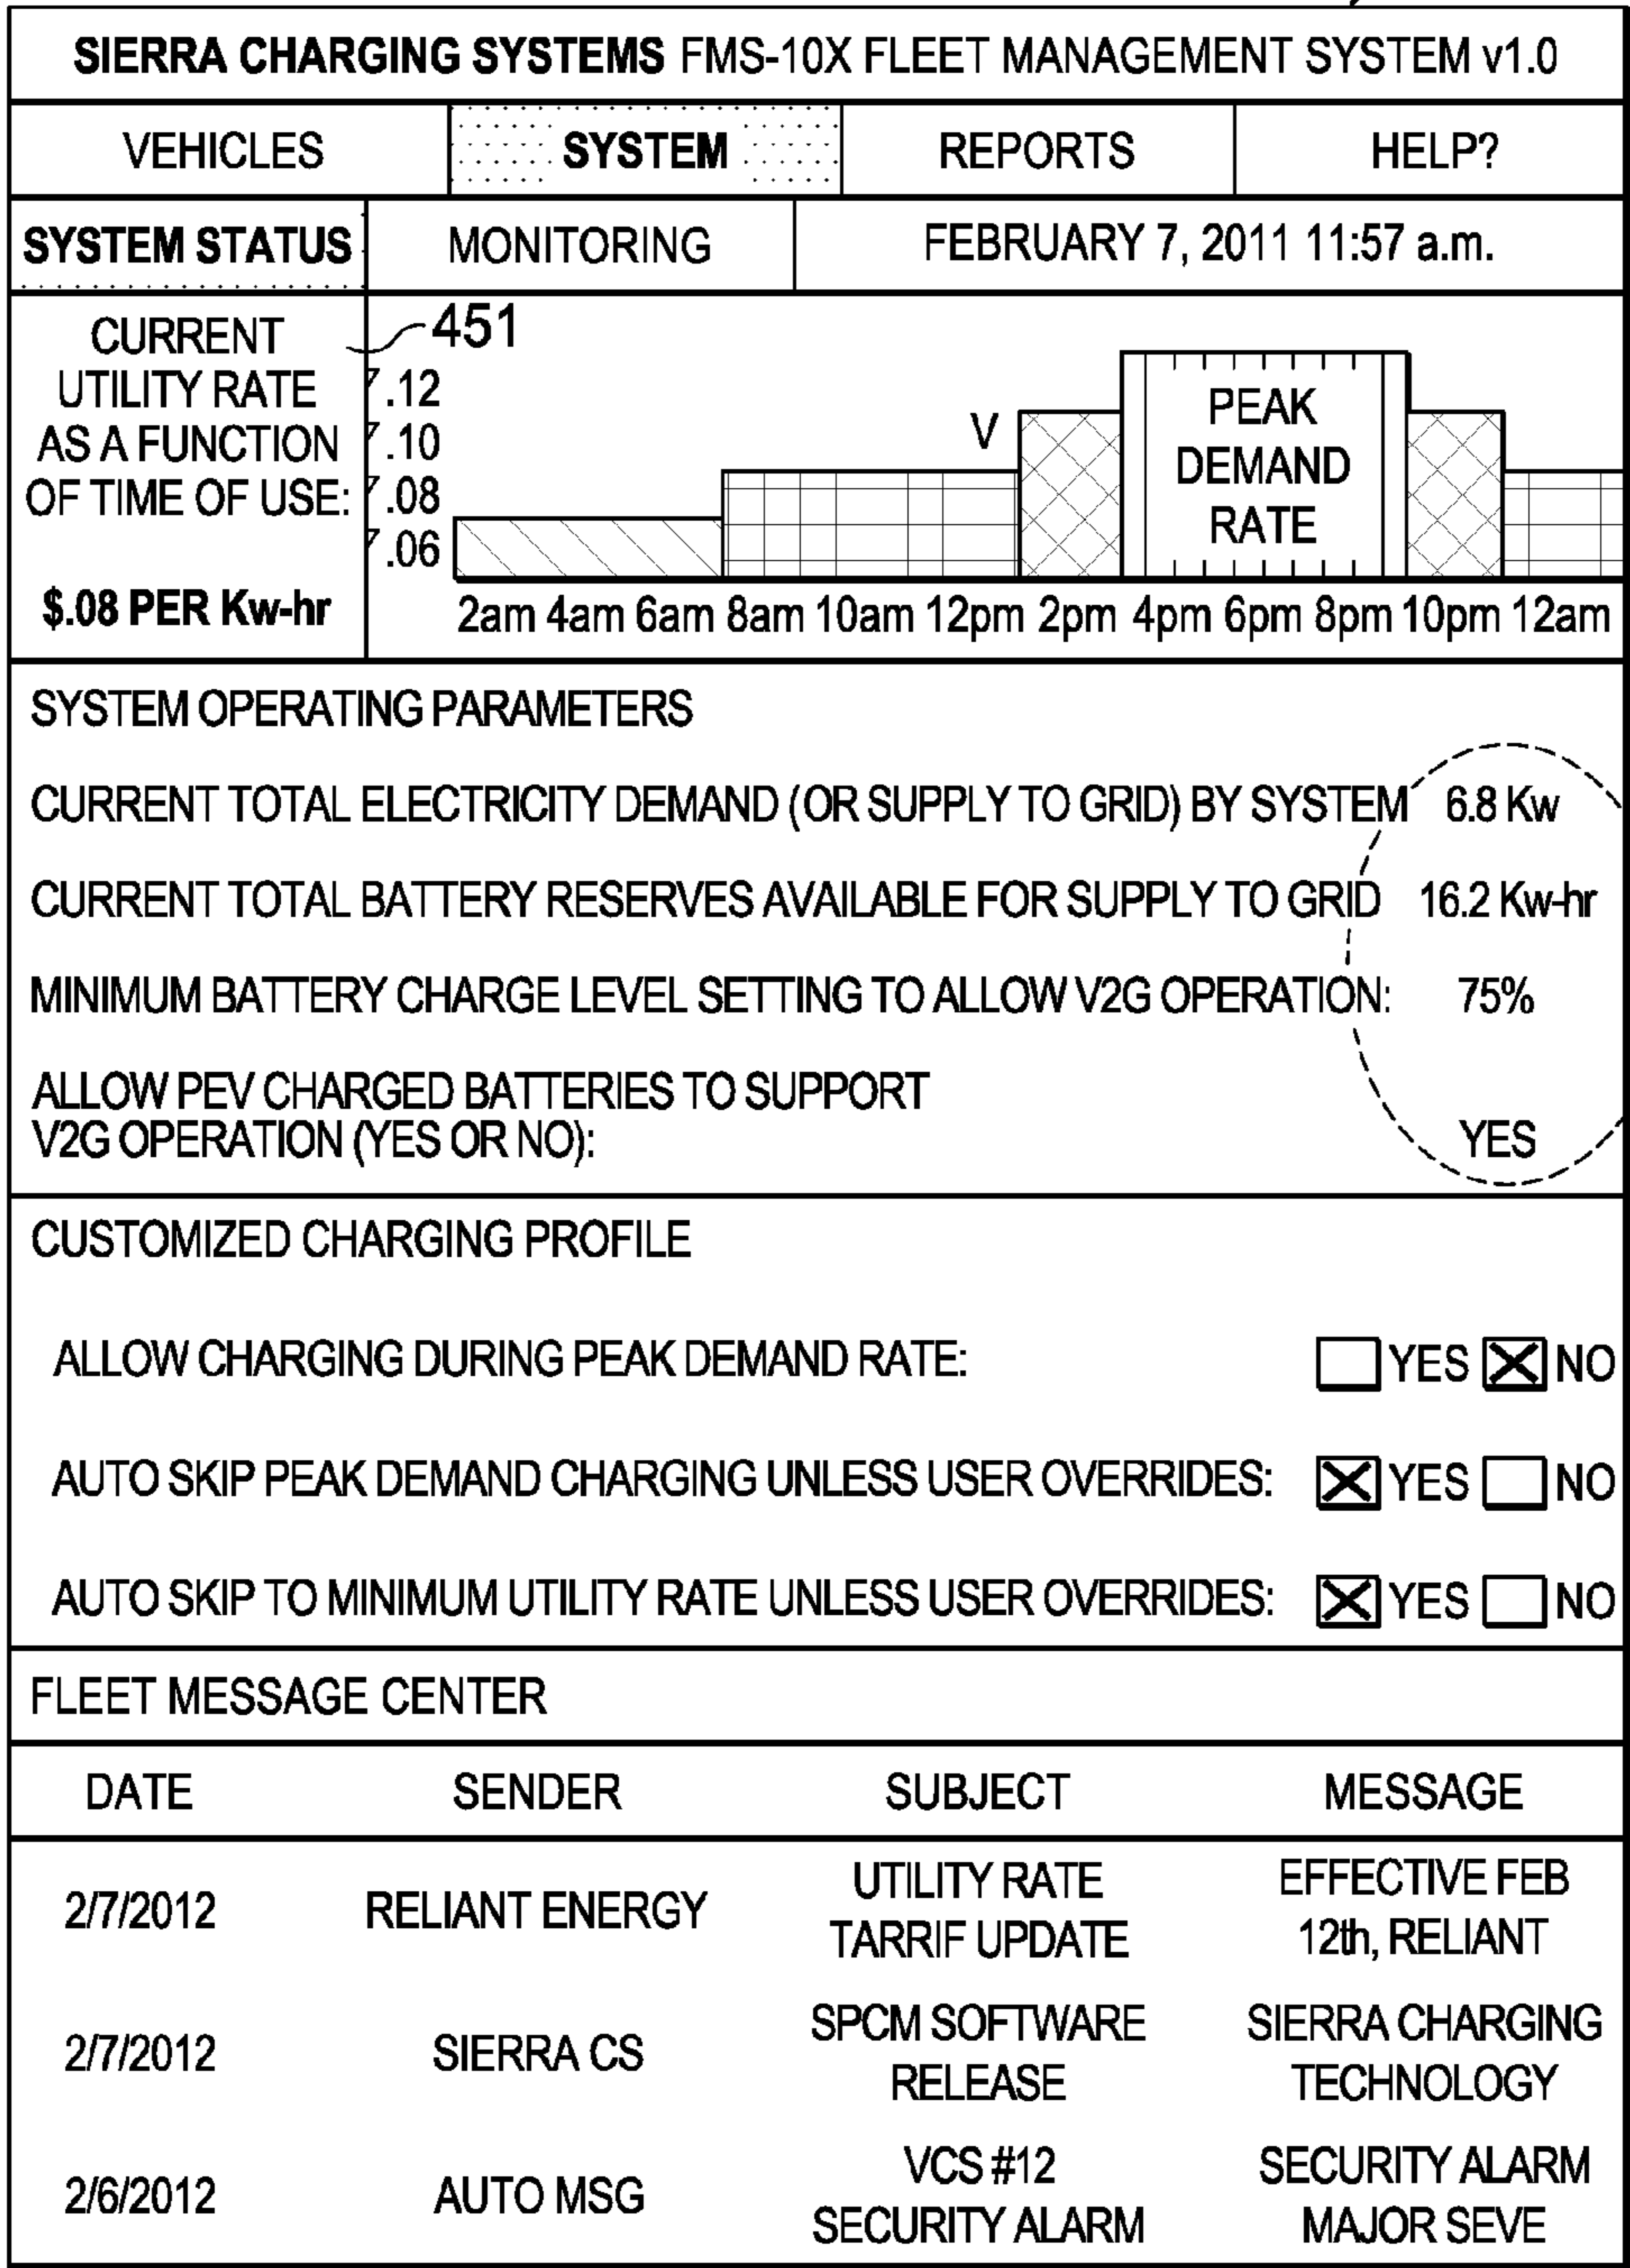 SIERRA CHARGING SYSTEMS FMS-10X FLEET MANAGEMENT SYSTEM v1.0
VEHICLES SYSTEM REPORTS HELP?
SYSTEM STATUS MONITORING FEBRUARY 7, 2011 11:57 a.m.
CURRENT
UTILITY RATE
AS A FUNCTION
OF TIME OF USE:
$.08 PER Kw-hr
451
.12
.10
.08
.06
V
PEAK
DEMAND
RATE
2am 4am 6am 8am 10am 12pm 2pm 4pm 6pm 8pm 10pm 12am
SYSTEM OPERATING PARAMETERS
CURRENT TOTAL ELECTRICITY DEMAND (OR SUPPLY TO GRID) BY SYSTEM 6.8 Kw
CURRENT TOTAL BATTERY RESERVES AVAILABLE FOR SUPPLY TO GRID 16.2 Kw-hr
MINIMUM BATTERY CHARGE LEVEL SETTING TO ALLOW V2G OPERATION: 75%
ALLOW PEV CHARGED BATTERIES TO SUPPORT
V2G OPERATION (YES OR NO): YES
CUSTOMIZED CHARGING PROFILE
ALLOW CHARGING DURING PEAK DEMAND RATE: YES NO
AUTO SKIP PEAK DEMAND CHARGING UNLESS USER OVERRIDES: YES NO
AUTO SKIP TO MINIMUM UTILITY RATE UNLESS USER OVERRIDES: YES NO
FLEET MESSAGE CENTER
DATE SENDER SUBJECT MESSAGE
2/7/2012 RELIANT ENERGY UTILITY RATE EFFECTIVE FEB
TARRIF UPDATE 12th, RELIANT
2/7/2012 SIERRA CS SPCM SOFTWARE SIERRA CHARGING
RELEASE TECHNOLOGY
2/6/2012 AUTO MSG VCS #12 SECURITY ALARM
SECURITY ALARM MAJOR SEVE